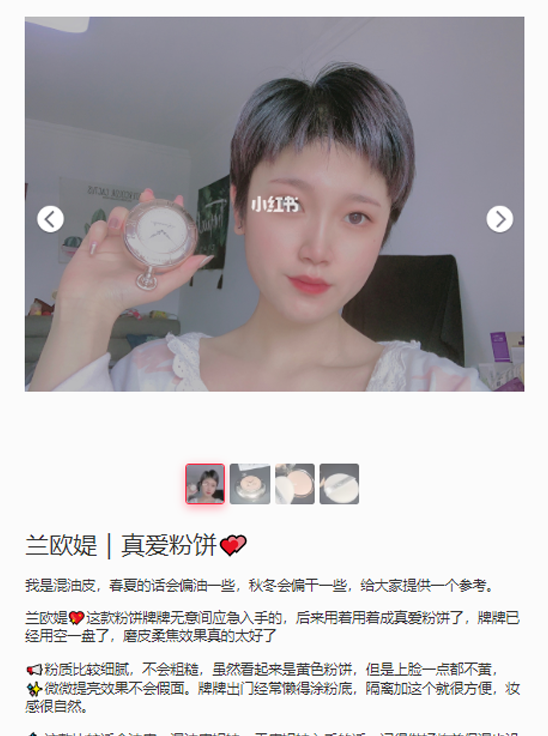 小红书
兰欧媞 | 真爱粉饼💕
我是混油皮，春夏的话会偏油一些，秋冬会偏干一些，给大家提供一个参考。
兰欧媞💖这款粉饼牌牌无意间应急入手的，后来用着用着成真爱粉饼了，牌牌已
经用空一盘了，磨皮柔焦效果真的太好了
📢粉质比较细腻，不会粗糙，虽然看起来是黄色粉饼，但是上脸一点都不黄，
✨微微提亮效果不会假面。牌牌出门经常懒得涂粉底，隔离加这个就很方便，妆
感很自然。